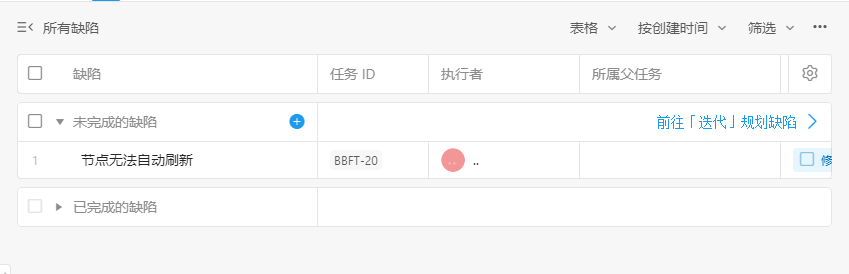 所有缺陷 表格 按创建时间 筛选 •••
缺陷 任务 ID 执行者 所属父任务
未完成的缺陷 前往「迭代」规划缺陷
1 节点无法自动刷新 BBFT-20 .. .. 修
已完成的缺陷